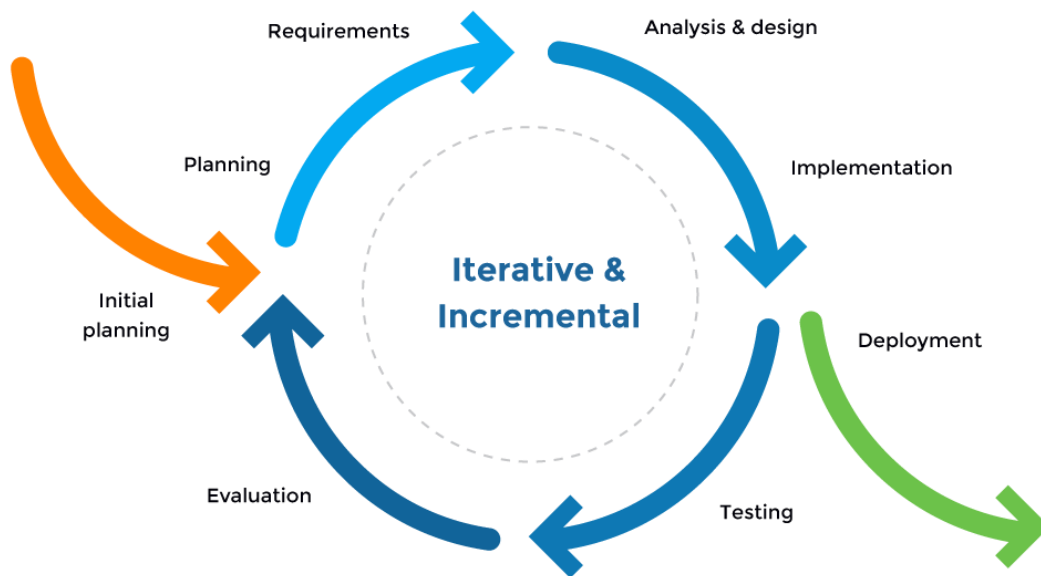 Requirements
Analysis & design
Planning
Implementation
Iterative &
Incremental
Initial
planning
Deployment
Evaluation
Testing